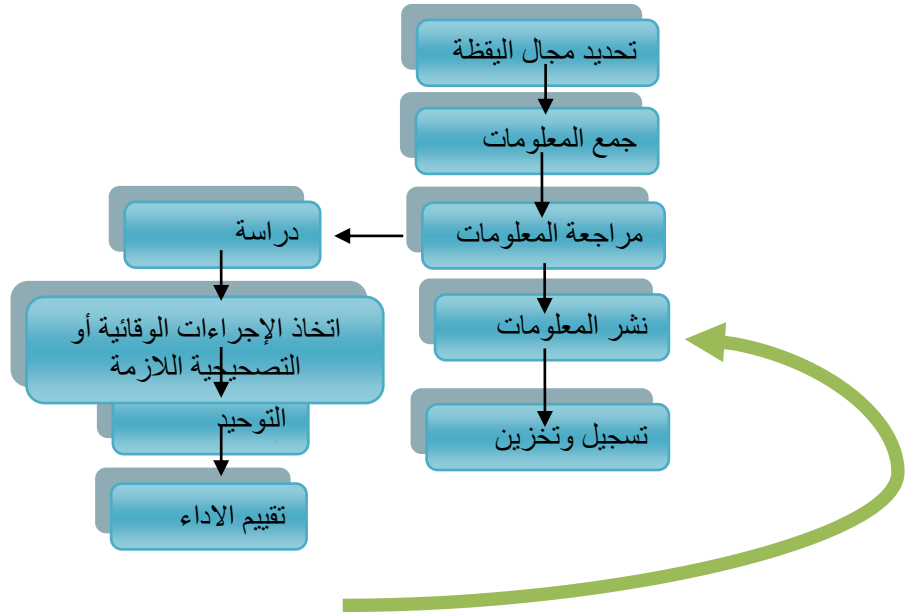 تحديد مجال اليقظة
جمع المعلومات
مراجعة المعلومات
نشر المعلومات
تسجيل وتخزين
دراسة
اتخاذ الإجراءات الوقائية أو
التصحيحية اللازمة
التوحيد
تقييم الاداء